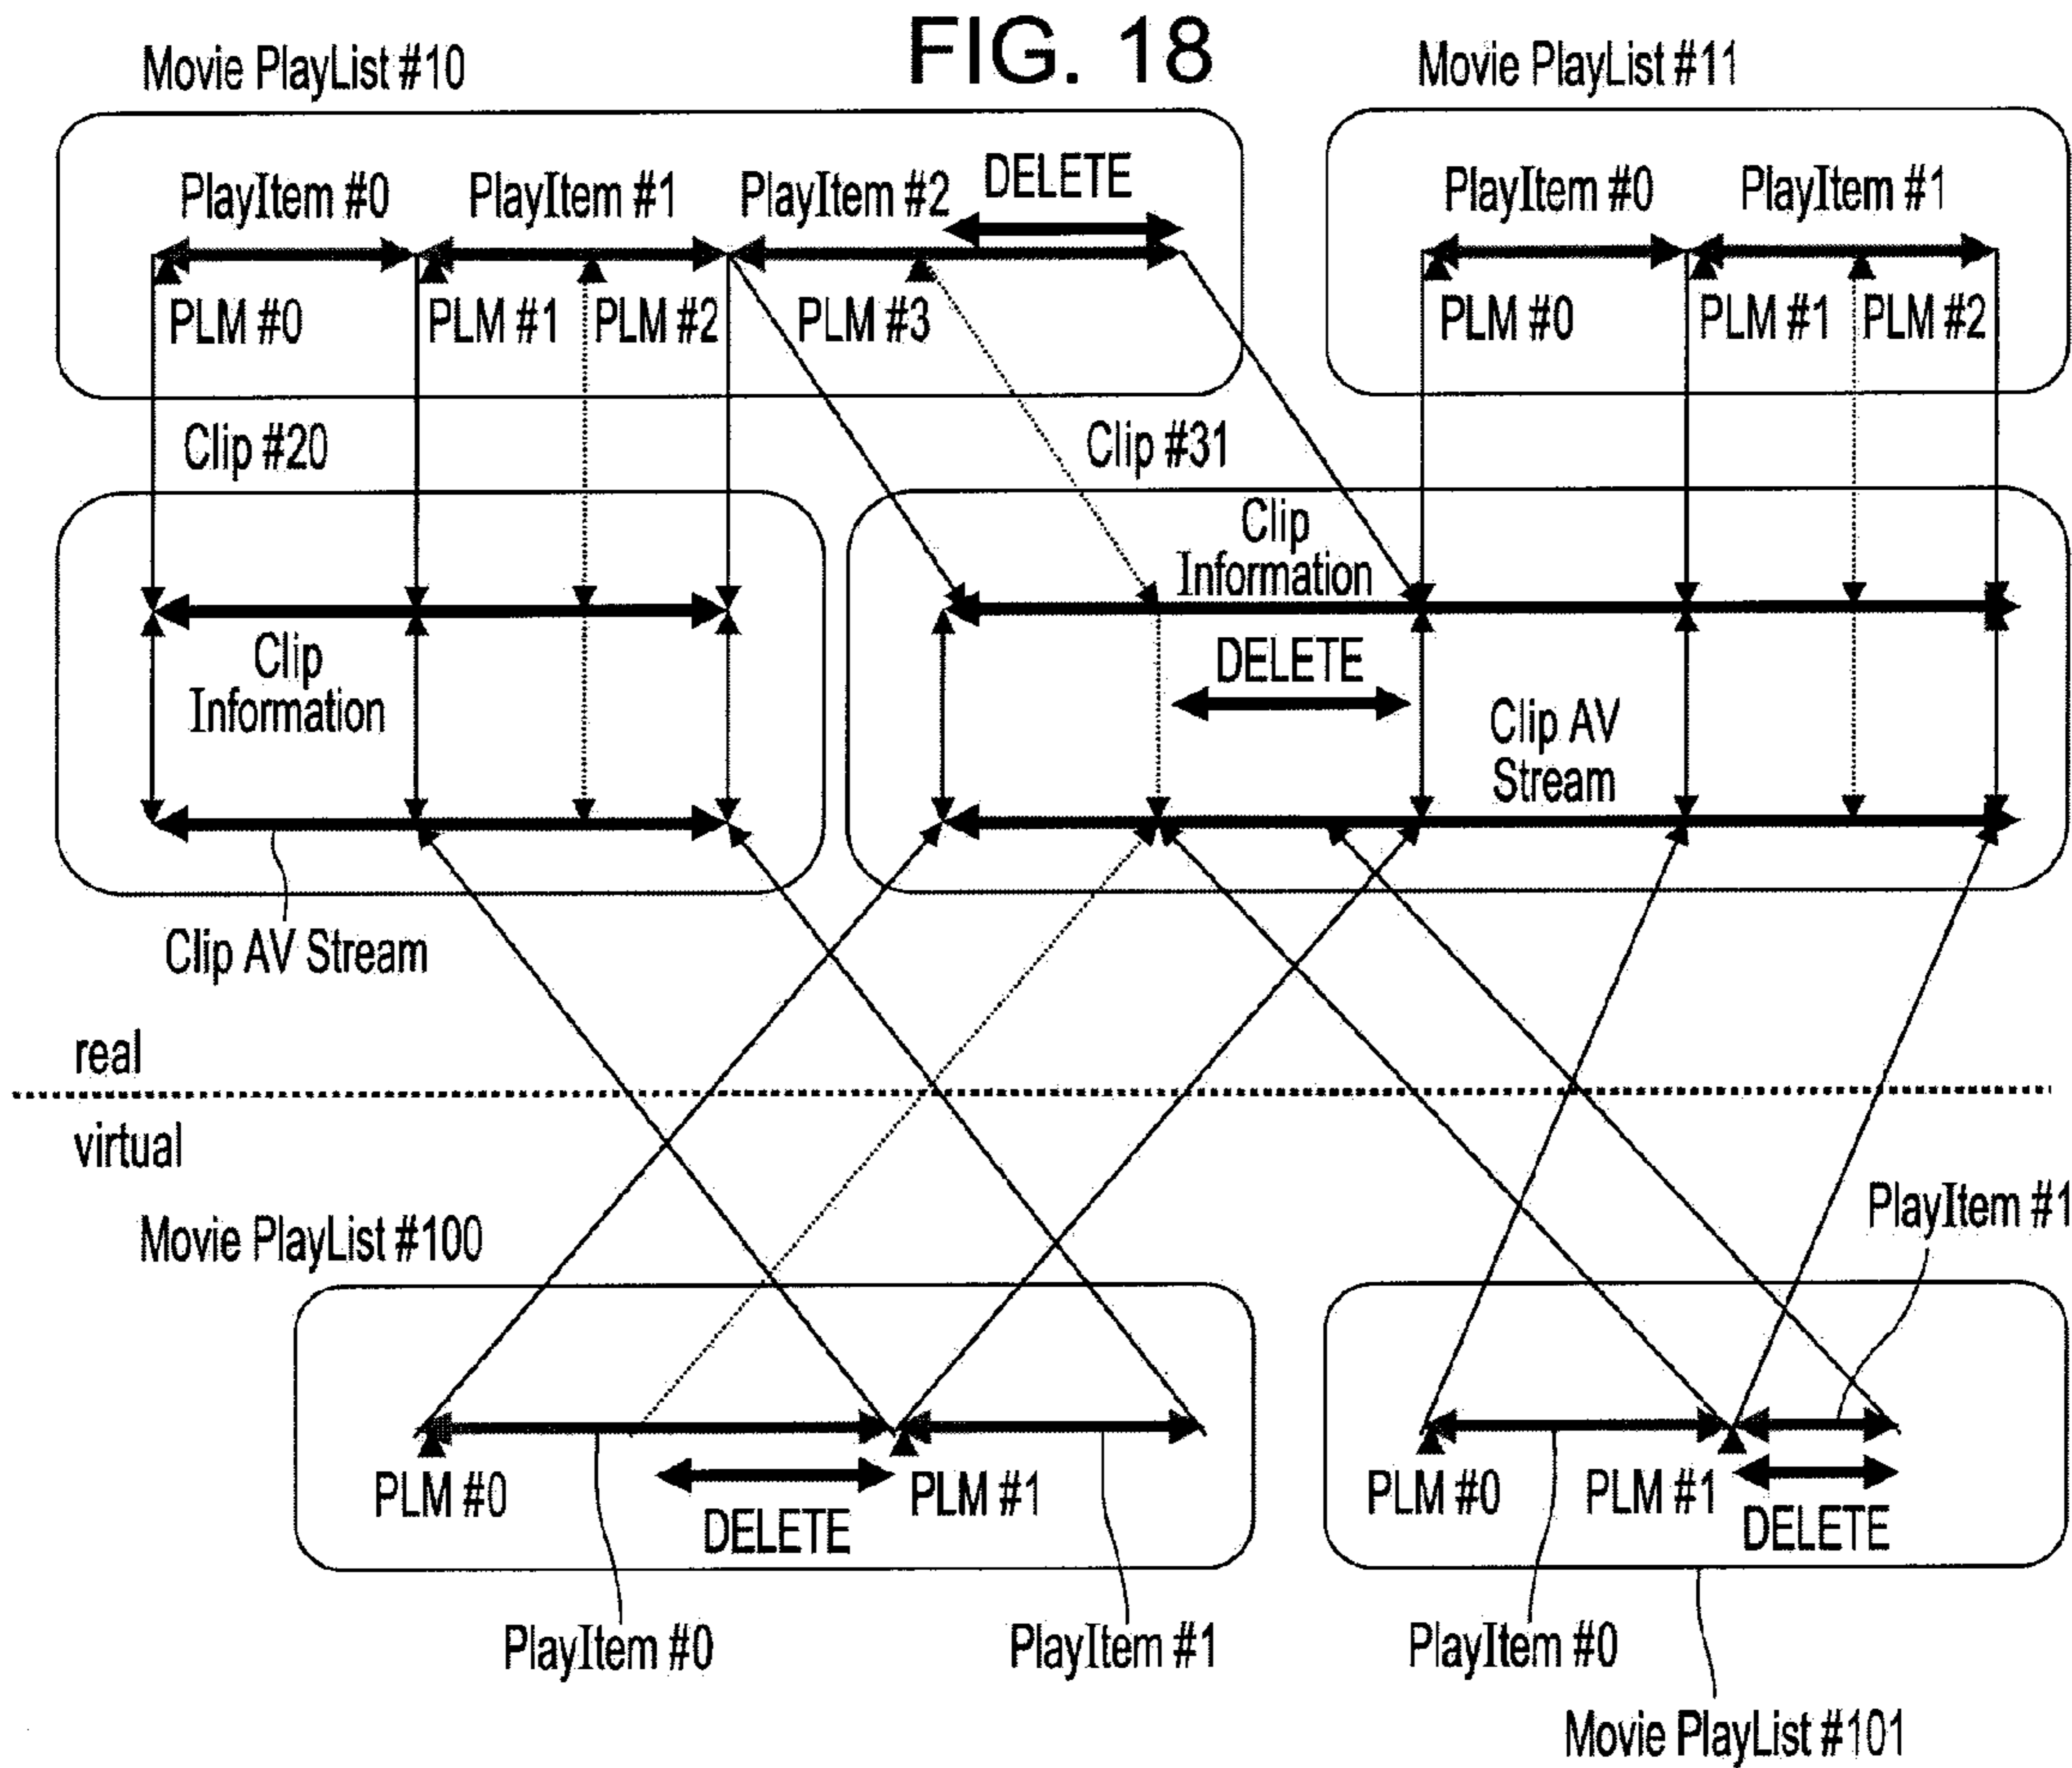 FIG. 18
Movie PlayList #10
Movie PlayList #11
PlayItem #0
PlayItem #1
PlayItem #2
DELETE
PlayItem #0
PlayItem #1
PLM #0
PLM #1
PLM #2
PLM #3
PLM #0
PLM #1
PLM #2
Clip #20
Clip #31
Clip
Information
Clip
Information
DELETE
Clip AV
Stream
Clip AV Stream
real
virtual
Movie PlayList #100
PlayItem #1
PLM #0
DELETE
PLM #1
PLM #0
PLM #1
DELETE
PlayItem #0
PlayItem #1
PlayItem #0
Movie PlayList #101